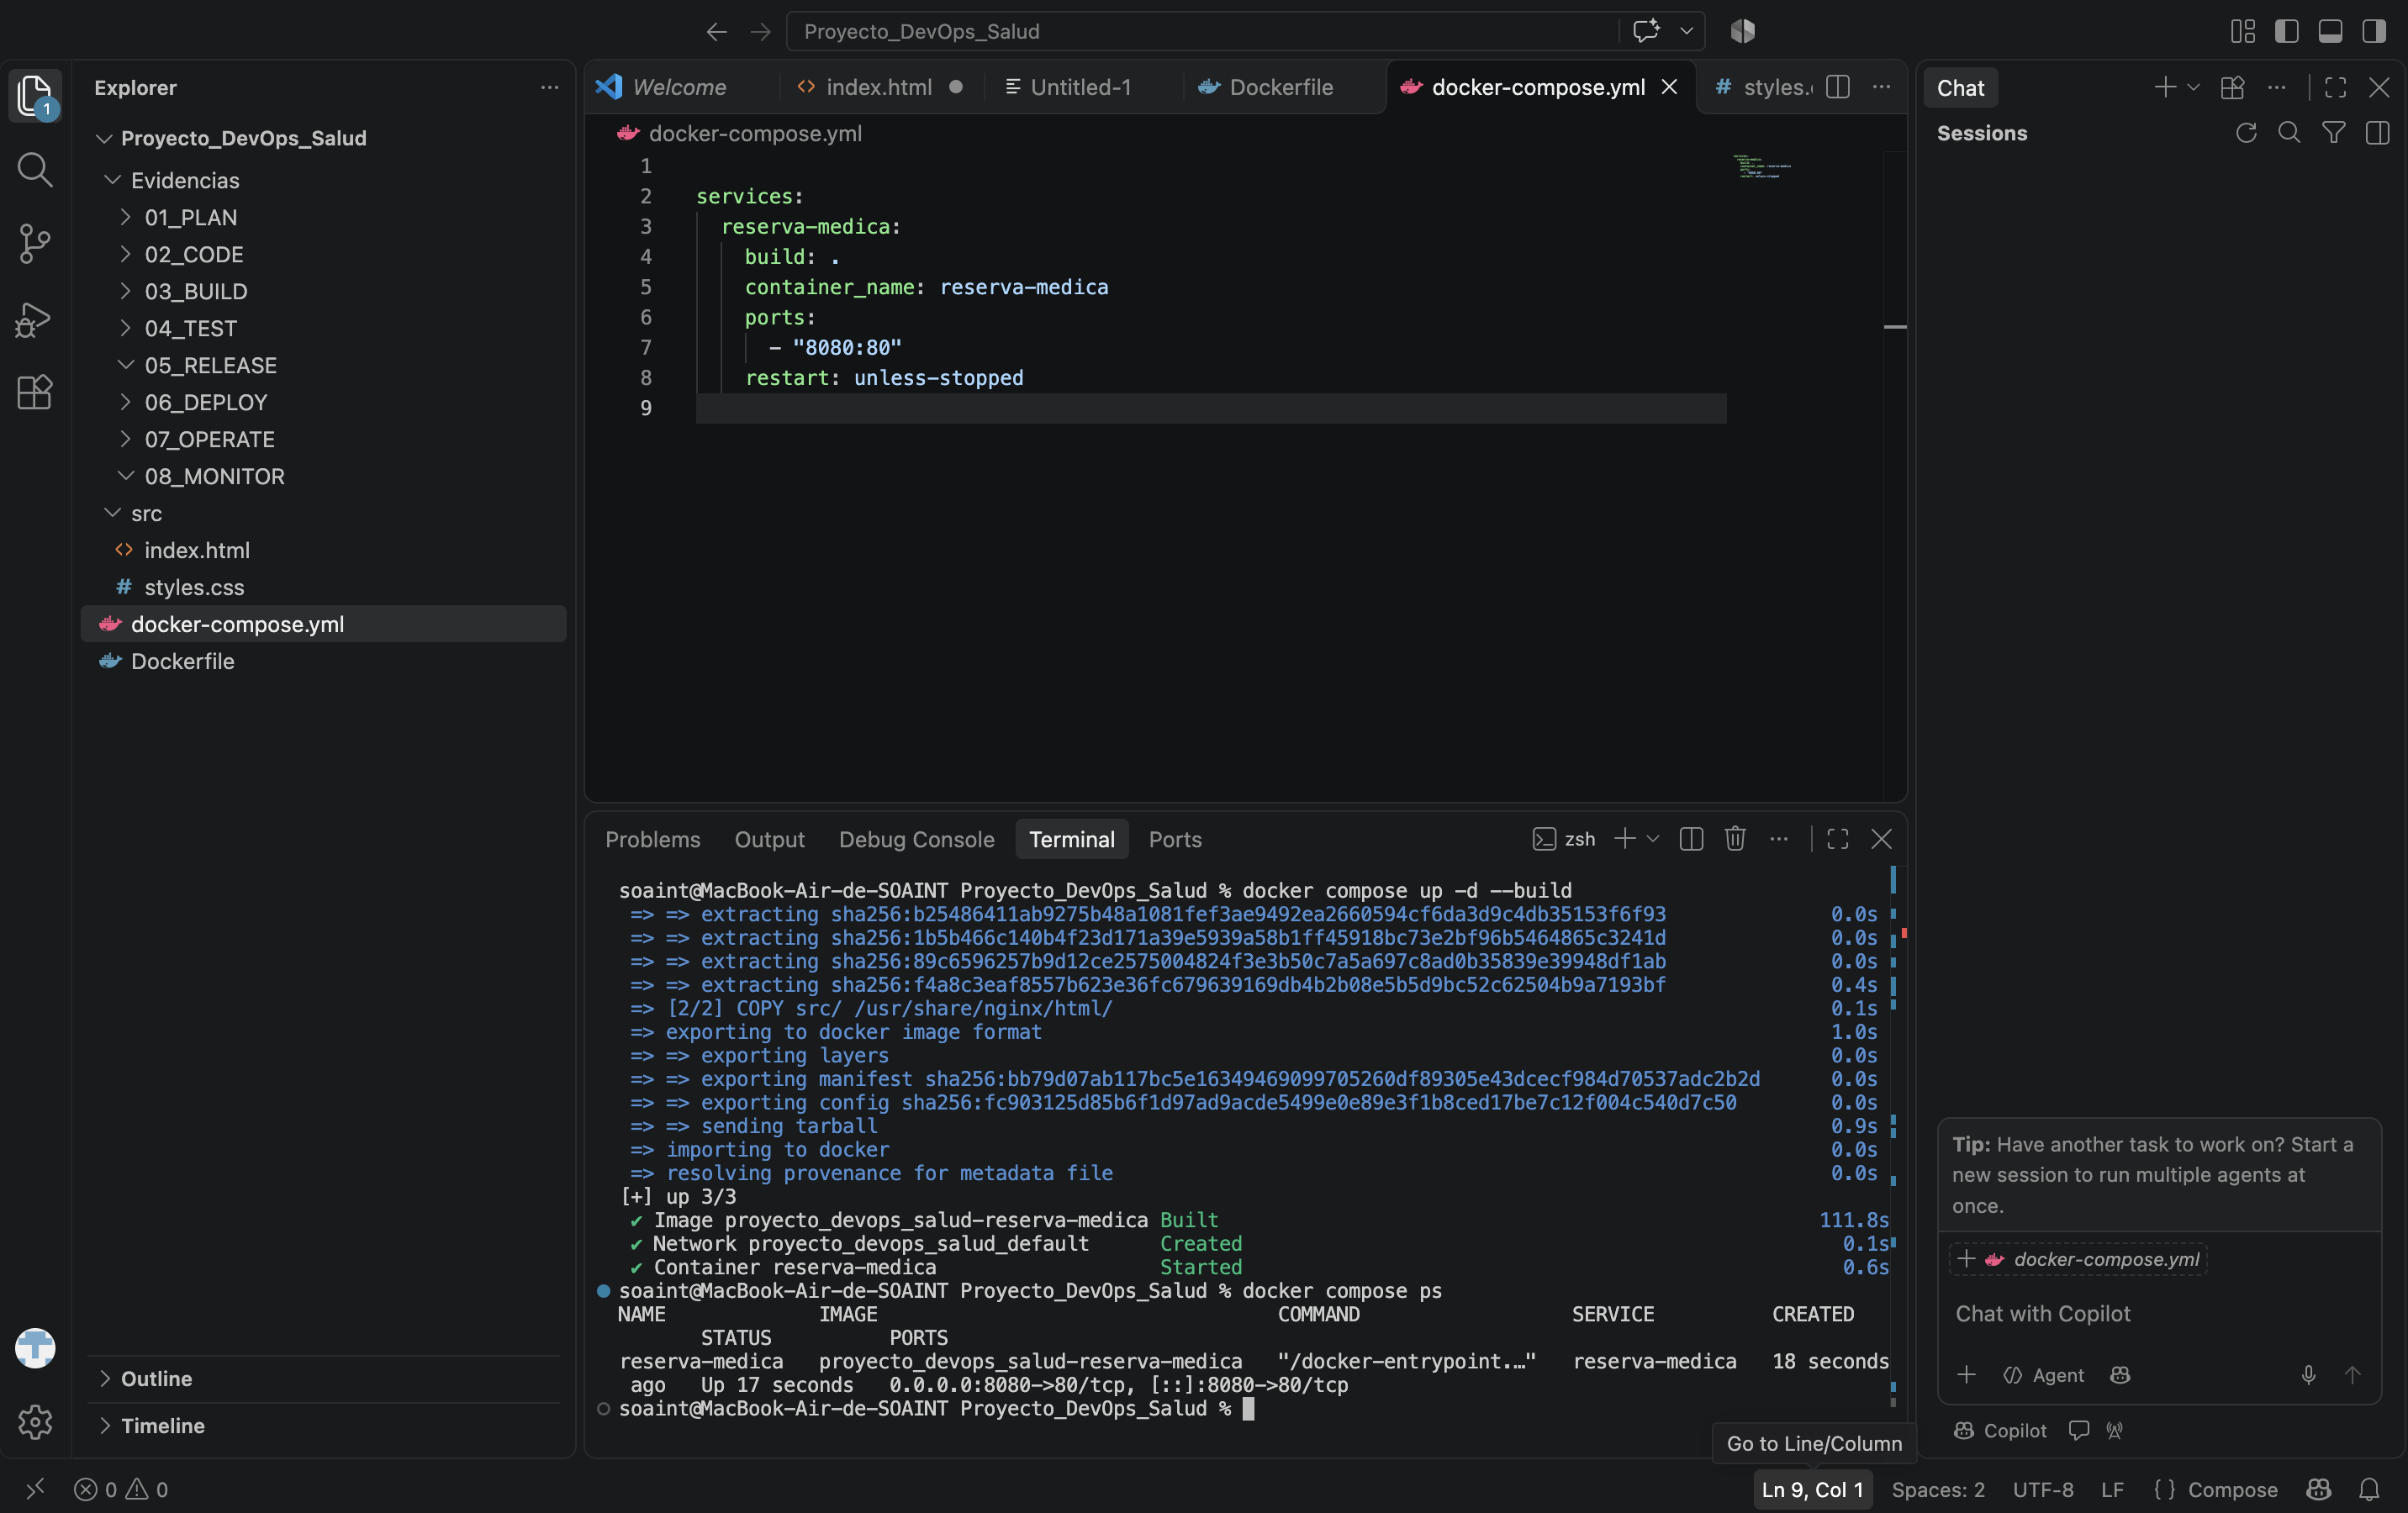 Proyecto_DevOps_Salud
Explorer
1
Proyecto_DevOps_Salud
Evidencias
01_PLAN
02_CODE
03_BUILD
04_TEST
05_RELEASE
06_DEPLOY
07_OPERATE
08_MONITOR
src
index.html
styles.css
docker-compose.yml
Dockerfile
Outline
Timeline
Welcome
index.html
Untitled-1
Dockerfile
docker-compose.yml
styles.
docker-compose.yml
1
2 services:
3 reserva-medica:
4 build: .
5 container_name: reserva-medica
6 ports:
7 - "8080:80"
8 restart: unless-stopped
9
Problems Output Debug Console Terminal Ports
zsh
soaint@MacBook-Air-de-SOAINT Proyecto_DevOps_Salud % docker compose up -d --build
=> => extracting sha256:b25486411ab9275b48a1081fef3ae9492ea2660594cf6da3d9c4db35153f6f93 0.0s
=> => extracting sha256:1b5b466c140b4f23d171a39e5939a58b1ff45918bc73e2bf96b5464865c3241d 0.0s
=> => extracting sha256:89c6596257b9d12ce2575004824f3e3b50c7a5a697c8ad0b35839e39948df1ab 0.0s
=> => extracting sha256:f4a8c3eaf8557b623e36fc679639169db4b2b08e5b5d9bc52c62504b9a7193bf 0.4s
=> [2/2] COPY src/ /usr/share/nginx/html/ 0.1s
=> exporting to docker image format 1.0s
=> => exporting layers 0.0s
=> => exporting manifest sha256:bb79d07ab117bc5e16349469099705260df89305e43dcecf984d70537adc2b2d 0.0s
=> => exporting config sha256:fc903125d85b6f1d97ad9acde5499e0e89e3f1b8ced17be7c12f004c540d7c50 0.0s
=> => sending tarball 0.9s
=> importing to docker 0.0s
=> resolving provenance for metadata file 0.0s
[+] up 3/3
✔ Image proyecto_devops_salud-reserva-medica Built 111.8s
✔ Network proyecto_devops_salud_default Created 0.1s
✔ Container reserva-medica Started 0.6s
soaint@MacBook-Air-de-SOAINT Proyecto_DevOps_Salud % docker compose ps
NAME IMAGE COMMAND SERVICE CREATED
STATUS PORTS
reserva-medica proyecto_devops_salud-reserva-medica "/docker-entrypoint.…" reserva-medica 18 seconds
ago Up 17 seconds 0.0.0.0:8080->80/tcp, [::]:8080->80/tcp
soaint@MacBook-Air-de-SOAINT Proyecto_DevOps_Salud %
Chat
Sessions
Tip: Have another task to work on? Start a
new session to run multiple agents at
once.
docker-compose.yml
Chat with Copilot
Agent
Copilot
Go to Line/Column
0 0
Ln 9, Col 1 Spaces: 2 UTF-8 LF { } Compose